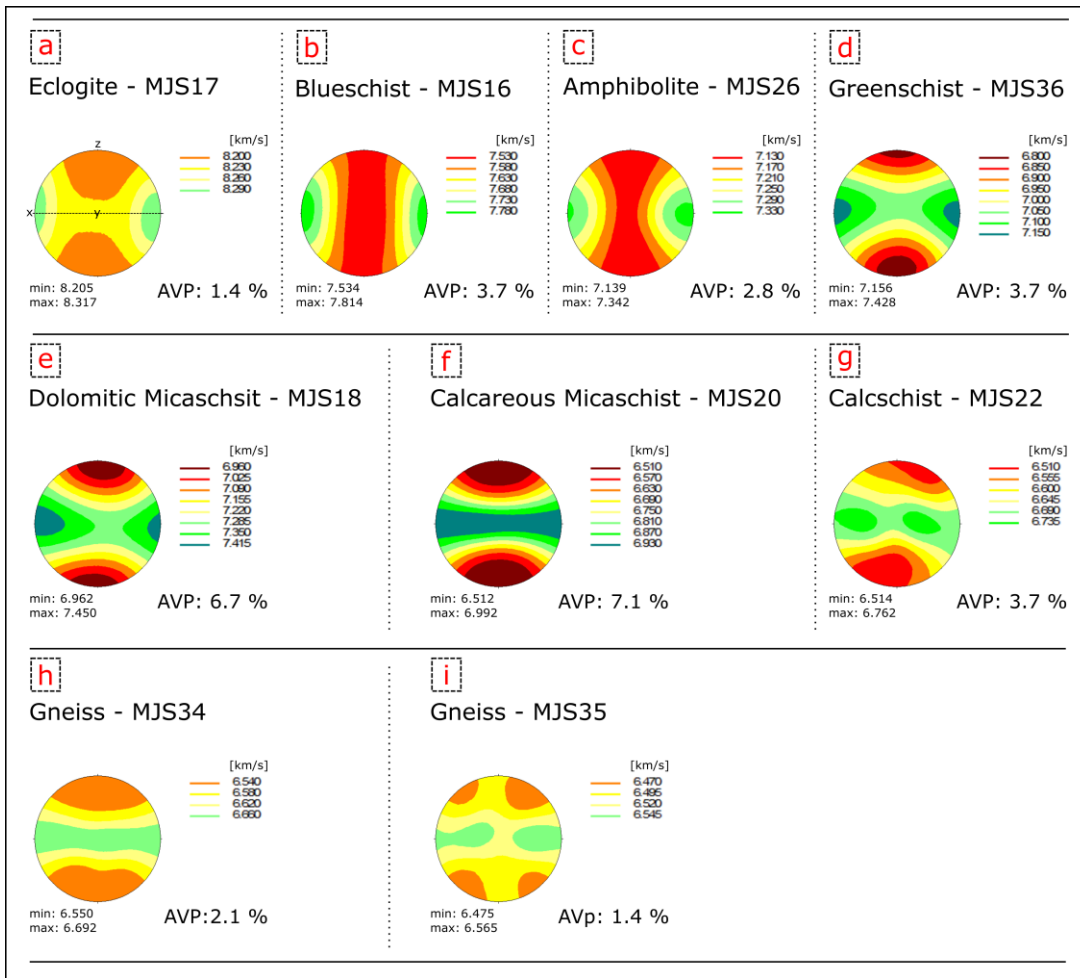 a
Eclogite - MJS17
z
x
y
[km/s]
8.200
8.230
8.260
8.290
min: 8.205
max: 8.317
AVP: 1.4 %
b
Blueschist - MJS16
[km/s]
7.530
7.580
7.630
7.680
7.730
7.780
min: 7.534
max: 7.814
AVP: 3.7 %
c
Amphibolite - MJS26
[km/s]
7.130
7.170
7.210
7.250
7.290
7.330
min: 7.139
max: 7.342
AVP: 2.8 %
d
Greenschist - MJS36
[km/s]
6.800
6.850
6.900
6.950
7.000
7.050
7.100
7.150
min: 7.156
max: 7.428
AVP: 3.7 %
e
Dolomitic Micaschsit - MJS18
[km/s]
6.960
7.025
7.090
7.155
7.220
7.285
7.350
7.415
min: 6.962
max: 7.450
AVP: 6.7 %
f
Calcareous Micaschist - MJS20
[km/s]
6.510
6.570
6.630
6.690
6.750
6.810
6.870
6.930
min: 6.512
max: 6.992
AVP: 7.1 %
g
Calcschist - MJS22
[km/s]
6.510
6.555
6.600
6.645
6.690
6.735
min: 6.514
max: 6.762
AVP: 3.7 %
h
Gneiss - MJS34
[km/s]
6.540
6.580
6.620
6.660
min: 6.550
max: 6.692
AVP:2.1 %
i
Gneiss - MJS35
[km/s]
6.470
6.495
6.520
6.545
min: 6.475
max: 6.565
AVp: 1.4 %